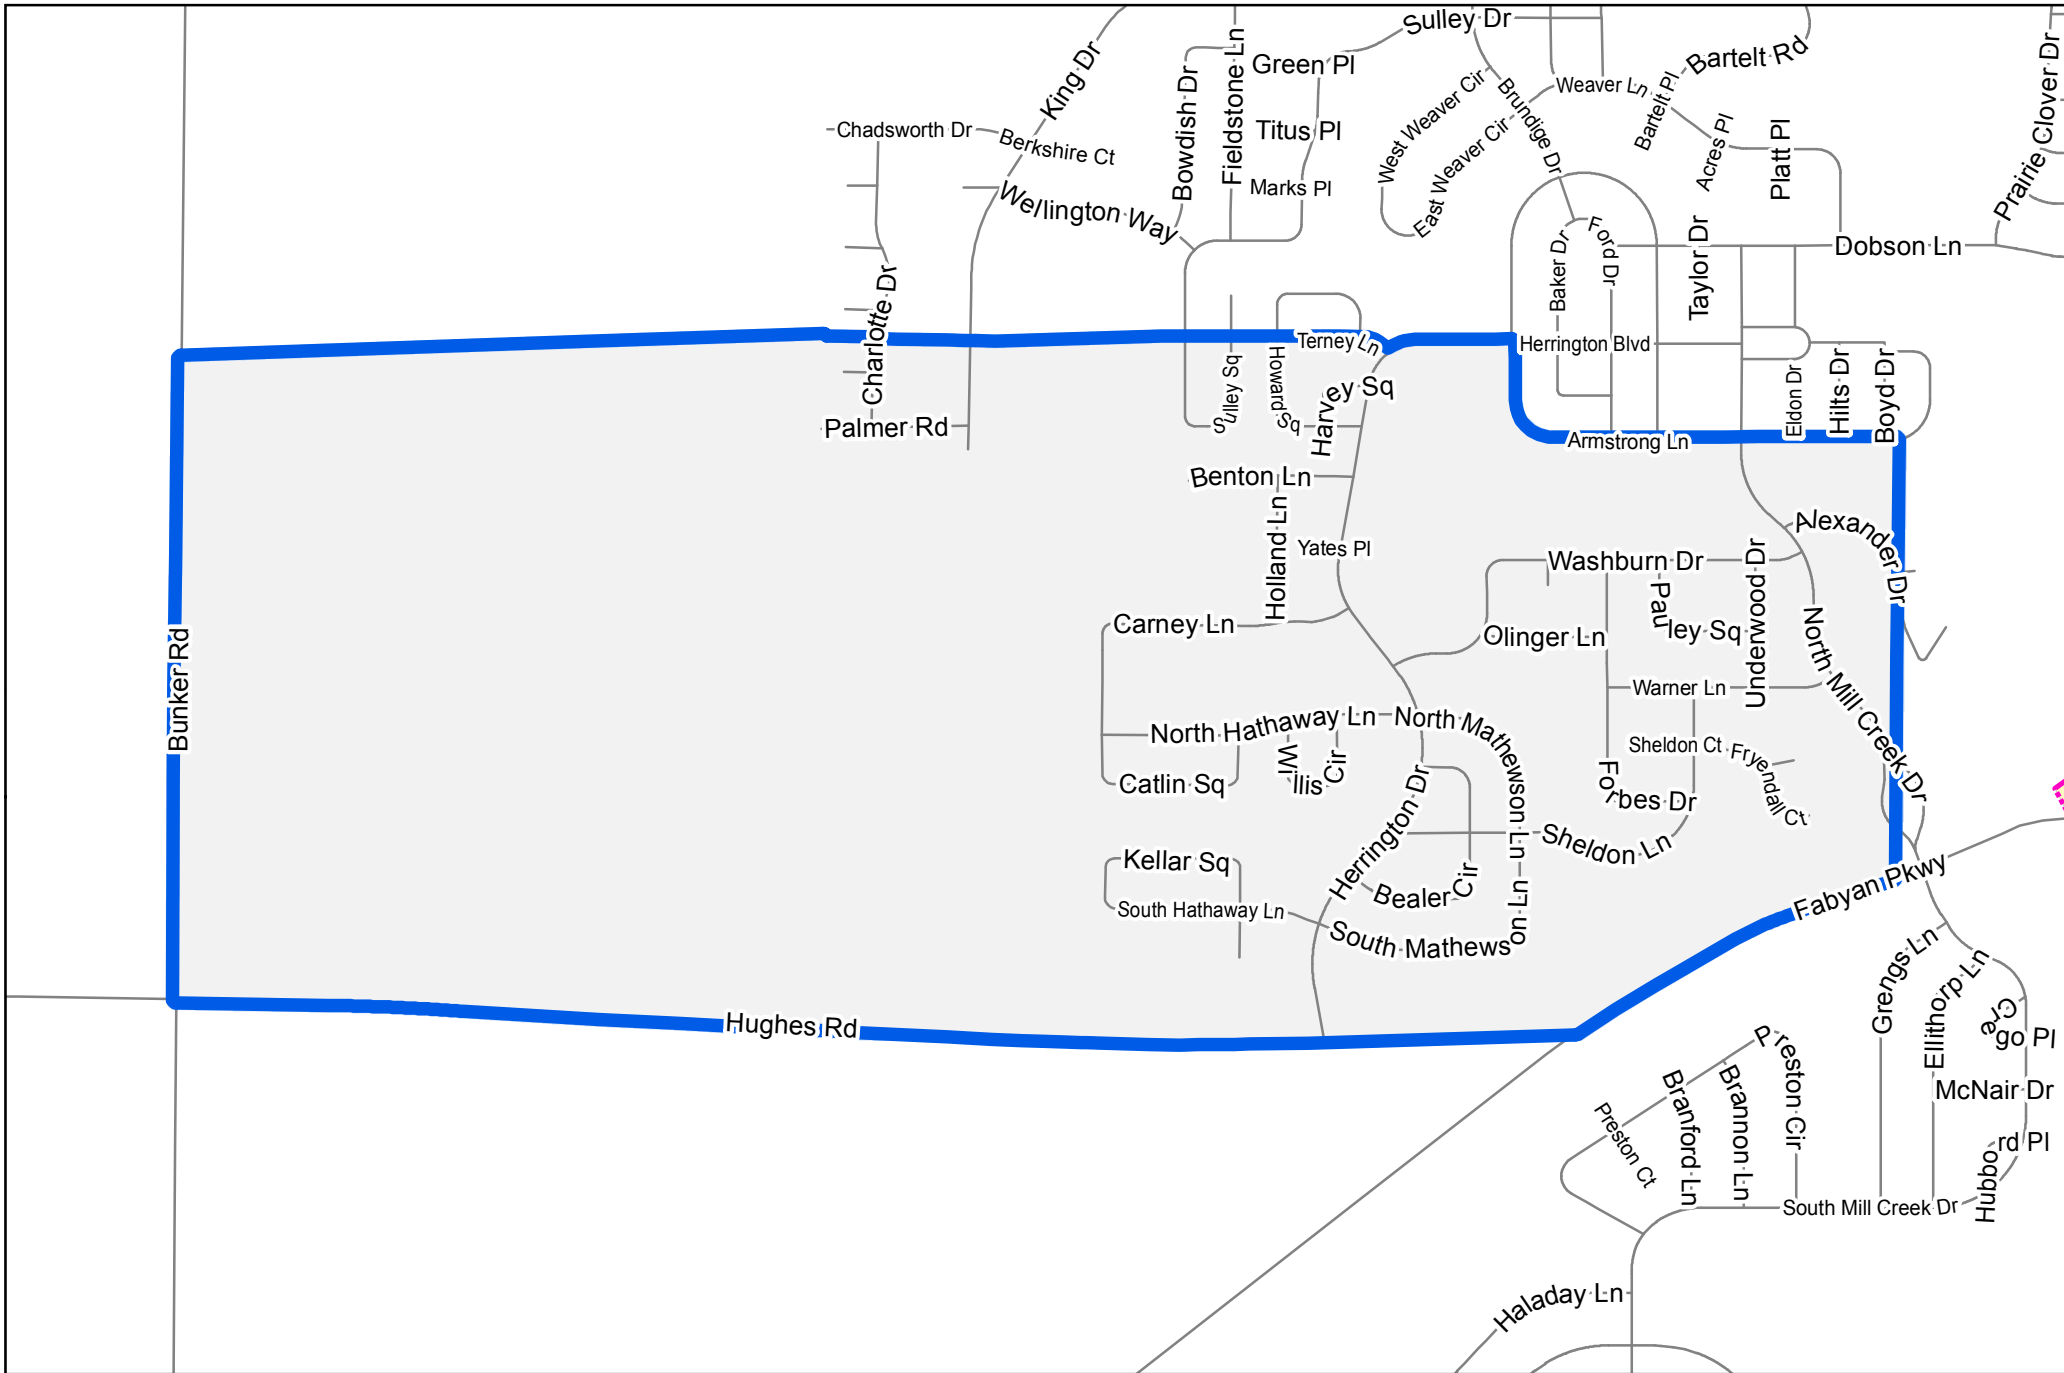 Sulley Dr
King Dr
Bowdish Dr
Fieldstone Ln
Green Pl
Bartelt Rd
Prairie Clover Dr
West Weaver Cir
Brundige Dr
Weaver Ln
Bartelt Pl
Chadsworth Dr
Berkshire Ct
Titus Pl
East Weaver Cir
Acres Pl
Platt Pl
Marks Pl
Wellington Way
Baker Dr
Ford Dr
Taylor Dr
Dobson Ln
Charlotte Dr
Terney Ln
Herrington Blvd
Sulley Sq
Howard Sq
Harvey Sq
Eldon Dr
Hilts Dr
Boyd Dr
Palmer Rd
Armstrong Ln
Benton Ln
Holland Ln
Yates Pl
Alexander Dr
Washburn Dr
Underwood Dr
Pauley Sq
Carney Ln
Olinger Ln
North Mill Creek Dr
Bunker Rd
Warner Ln
North Hathaway Ln
North Mathewson Ln
Willis Cir
Catlin Sq
Sheldon Ct
Fryendall Ct
Forbes Dr
Herrington Dr
Sheldon Ln
Kellar Sq
Bealer Cir
Fabyan Pkwy
South Hathaway Ln
South Mathewson Ln
Grengs Ln
Ellithorp Ln
Crego Pl
Hughes Rd
Preston Cir
Branford Ln
Brannon Ln
Preston Ct
McNair Dr
Hubbord Pl
South Mill Creek Dr
Haladay Ln